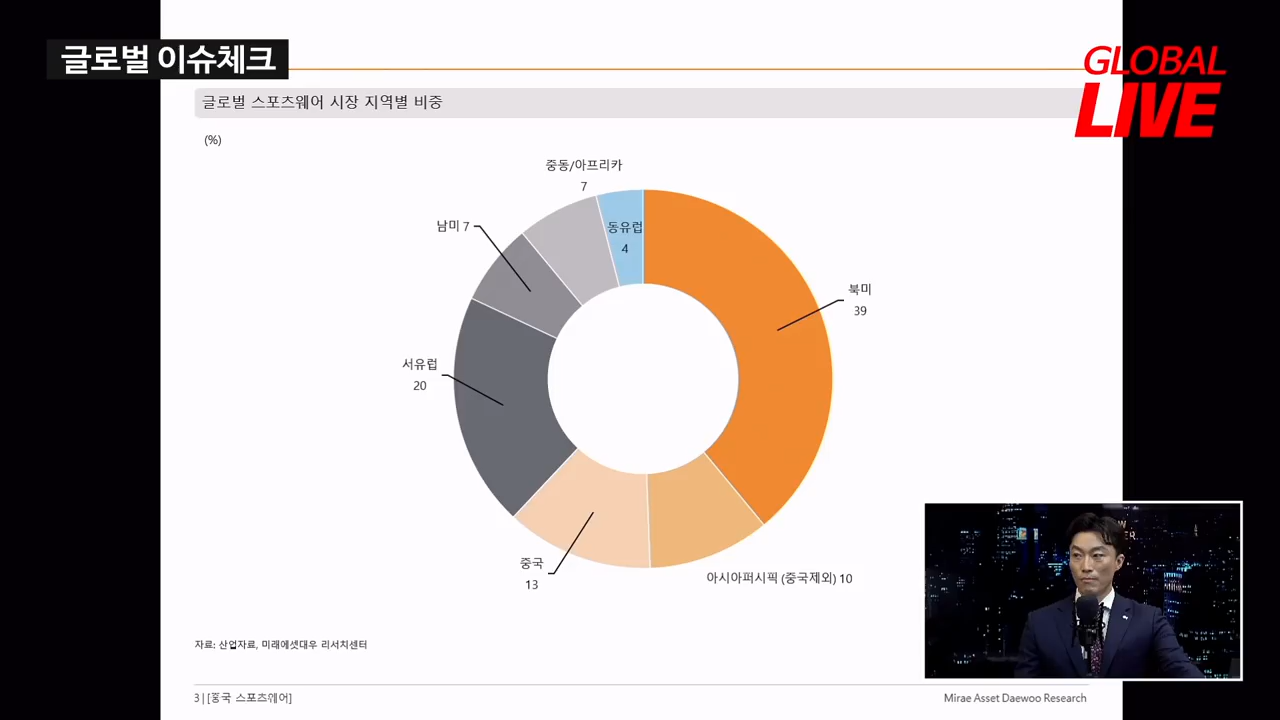 글로벌 이슈체크
GLOBAL
LIVE
글로벌 스포츠웨어 시장 지역별 비중
(%)
중동/아프리카
7
동유럽
4
남미 7
북미
39
서유럽
20
중국
13
아시아퍼시픽 (중국제외) 10
자료: 산업자료, 미래에셋대우 리서치센터
3 | [중국 스포츠웨어]
Mirae Asset Daewoo Research